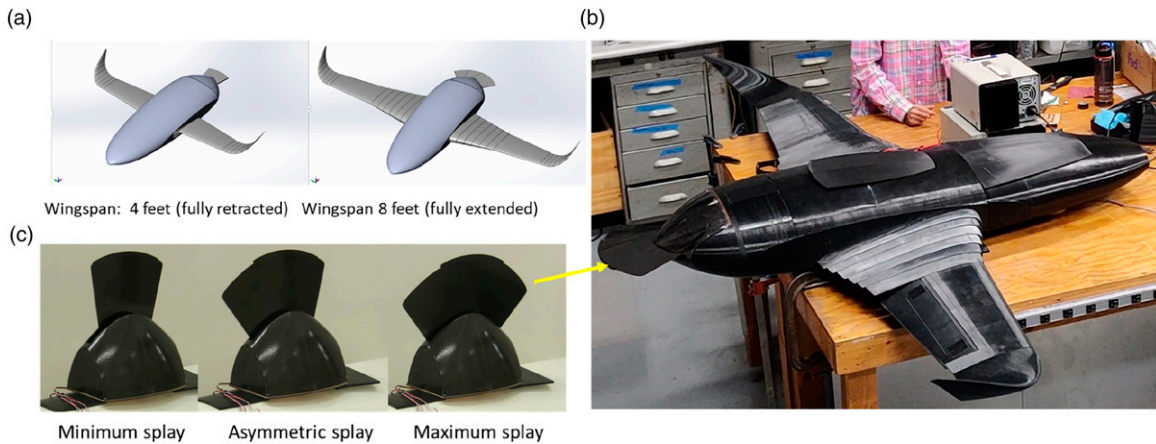 (a)
(b)
Wingspan: 4 feet (fully retracted) Wingspan 8 feet (fully extended)
(c)
Minimum splay Asymmetric splay Maximum splay